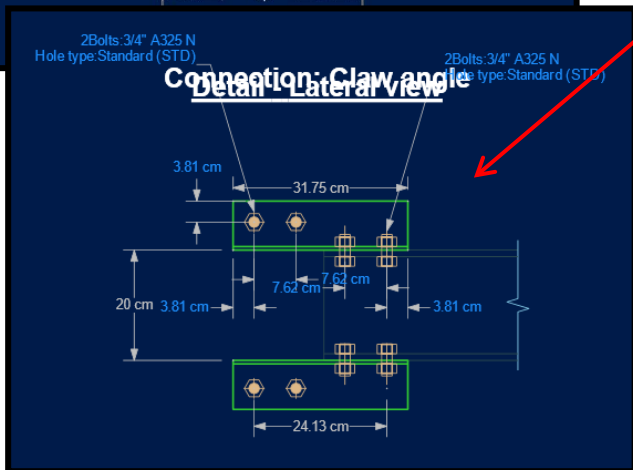 2Bolts:3/4" A325 N
Hole type:Standard (STD)
2Bolts:3/4" A325 N
Hole type:Standard (STD)
Connection: Claw angle
Detail - Lateral view
3.81 cm
31.75 cm
7.62 cm
7.62 cm
20 cm
3.81 cm
3.81 cm
24.13 cm